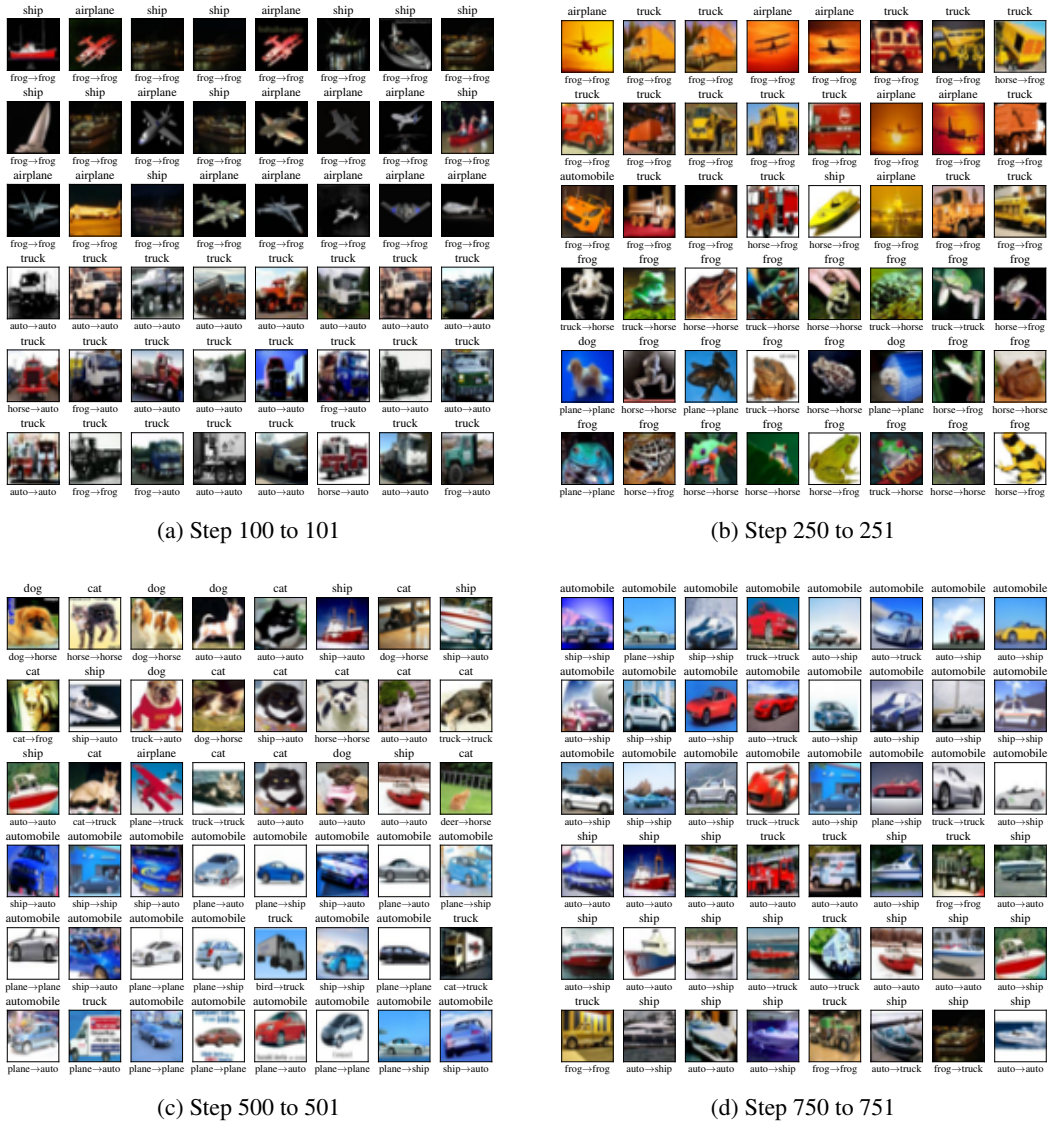 ship airplane ship ship airplane ship ship ship
frog→frog frog→frog frog→frog frog→frog frog→frog frog→frog frog→frog frog→frog
ship ship airplane ship airplane airplane airplane ship
frog→frog frog→frog frog→frog frog→frog frog→frog frog→frog frog→frog frog→frog
airplane airplane ship airplane airplane airplane airplane airplane
frog→frog frog→frog frog→frog frog→frog frog→frog frog→frog frog→frog frog→frog
truck truck truck truck truck truck truck truck
auto→auto auto→auto auto→auto auto→auto auto→auto auto→auto auto→auto auto→auto
truck truck truck truck truck truck truck truck
horse→auto frog→auto auto→auto auto→auto auto→auto frog→auto auto→auto auto→auto
truck truck truck truck truck truck truck truck
auto→auto frog→frog frog→auto auto→auto auto→auto horse→auto auto→auto frog→auto
(a) Step 100 to 101
airplane truck truck airplane airplane truck truck truck
frog→frog frog→frog frog→frog frog→frog frog→frog frog→frog frog→frog horse→frog
truck truck truck truck truck airplane airplane truck
frog→frog frog→frog frog→frog frog→frog frog→frog frog→frog frog→frog frog→frog
automobile truck truck truck ship airplane truck truck
frog→frog frog→frog frog→frog horse→frog horse→frog frog→frog frog→frog frog→frog
frog frog frog frog frog frog frog frog
truck→horse truck→horse horse→horse truck→horse horse→horse truck→horse truck→truck horse→frog
dog frog frog frog frog dog frog frog
plane→plane horse→horse plane→plane truck→horse horse→horse plane→plane horse→frog horse→horse
frog frog frog frog frog frog frog frog
plane→plane horse→frog horse→horse horse→horse horse→frog truck→horse horse→horse horse→frog
(b) Step 250 to 251
dog cat dog dog cat ship cat ship
dog→horse horse→horse dog→horse auto→auto auto→auto ship→auto dog→horse ship→auto
cat ship dog cat cat cat cat cat
cat→frog ship→auto truck→auto dog→horse ship→auto horse→horse auto→auto truck→truck
ship cat airplane cat cat dog ship cat
auto→auto cat→truck plane→truck truck→truck auto→auto auto→auto auto→auto deer→horse
automobile automobile automobile automobile automobile automobile automobile automobile
ship→auto ship→ship ship→auto plane→auto plane→ship ship→auto plane→auto plane→ship
automobile automobile automobile automobile truck automobile automobile truck
plane→plane ship→auto plane→plane plane→ship bird→truck ship→ship plane→plane cat→truck
automobile truck automobile automobile automobile automobile automobile automobile
plane→auto plane→auto plane→auto plane→plane plane→auto plane→plane plane→ship ship→auto
(c) Step 500 to 501
automobile automobile automobile automobile automobile automobile automobile automobile
ship→ship plane→ship ship→ship truck→truck auto→ship auto→truck auto→ship auto→ship
automobile automobile automobile automobile automobile automobile automobile automobile
auto→ship ship→ship auto→ship auto→truck auto→ship auto→ship auto→ship ship→ship
automobile automobile automobile automobile automobile automobile automobile automobile
auto→ship ship→ship auto→ship truck→truck auto→ship plane→ship truck→truck auto→ship
ship ship ship truck truck ship truck ship
auto→auto auto→auto auto→auto auto→auto auto→auto auto→ship frog→frog auto→auto
ship ship ship ship truck ship ship ship
auto→ship auto→ship auto→auto auto→truck auto→truck auto→auto auto→ship auto→auto
truck ship ship ship truck ship ship ship
frog→frog auto→ship auto→auto auto→ship frog→frog auto→truck frog→truck auto→auto
(d) Step 750 to 751